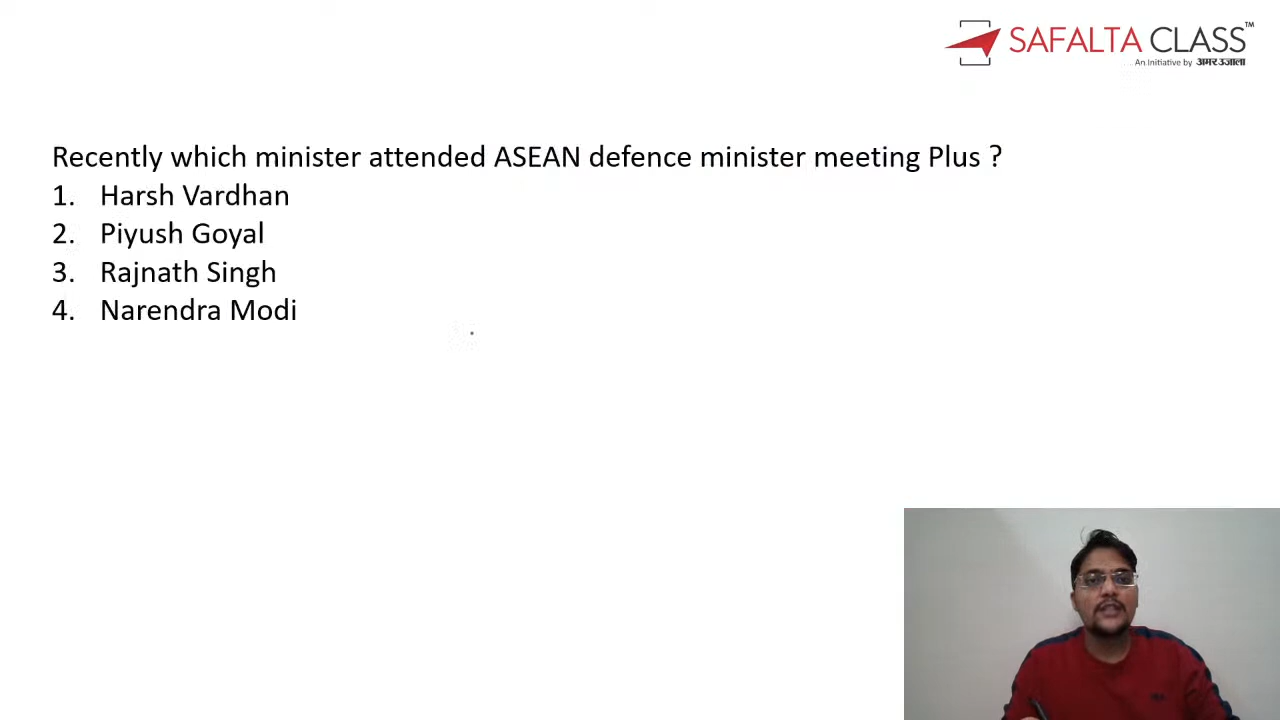 SAFALTA CLASS™
An Initiative by अमर उजाला
Recently which minister attended ASEAN defence minister meeting Plus ?
1. Harsh Vardhan
2. Piyush Goyal
3. Rajnath Singh
4. Narendra Modi